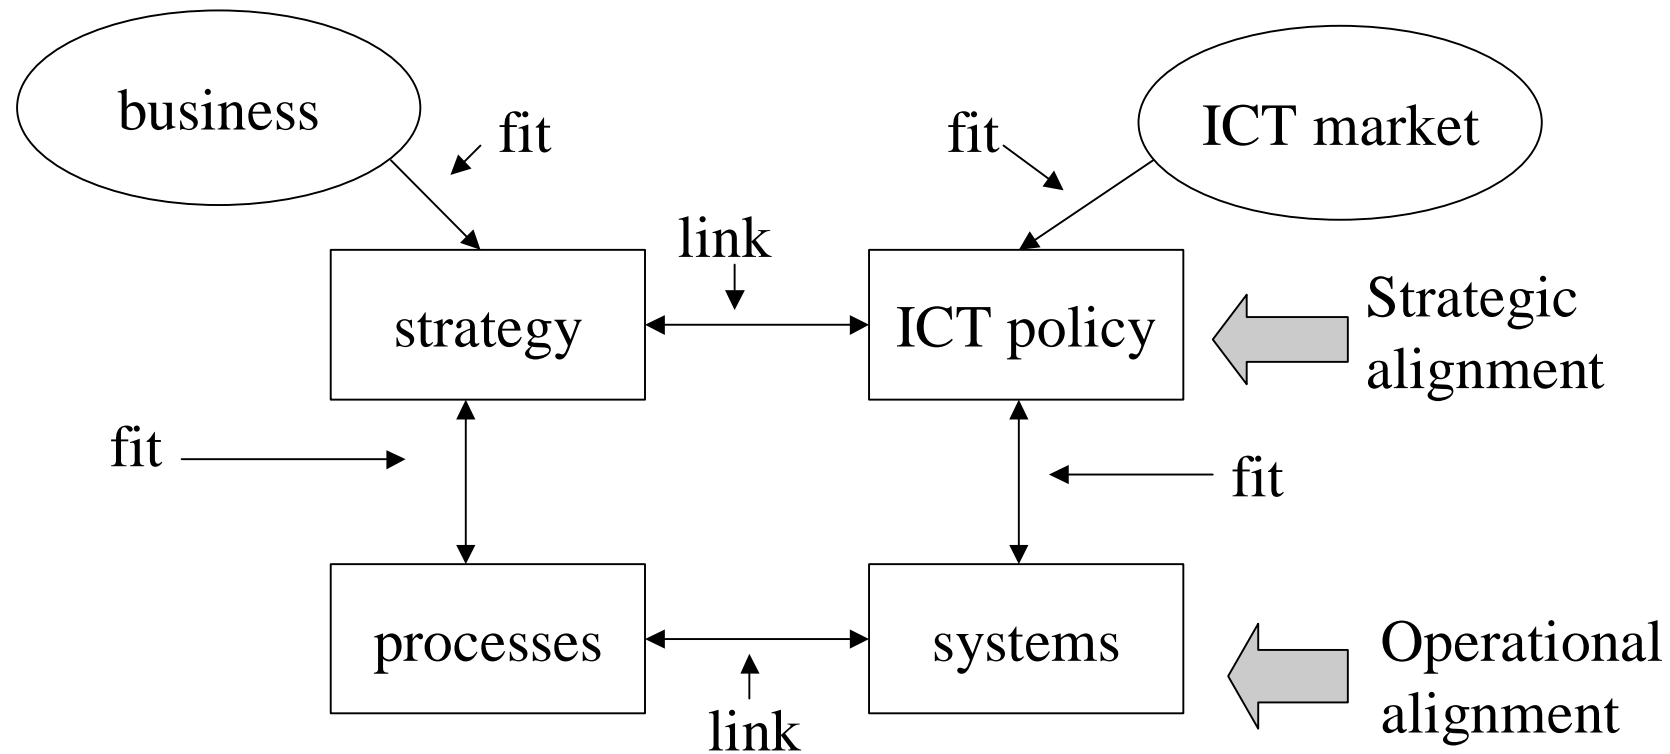 business
fit
fit
ICT market
link
strategy
ICT policy
Strategic
alignment
fit
fit
processes
systems
Operational
alignment
link